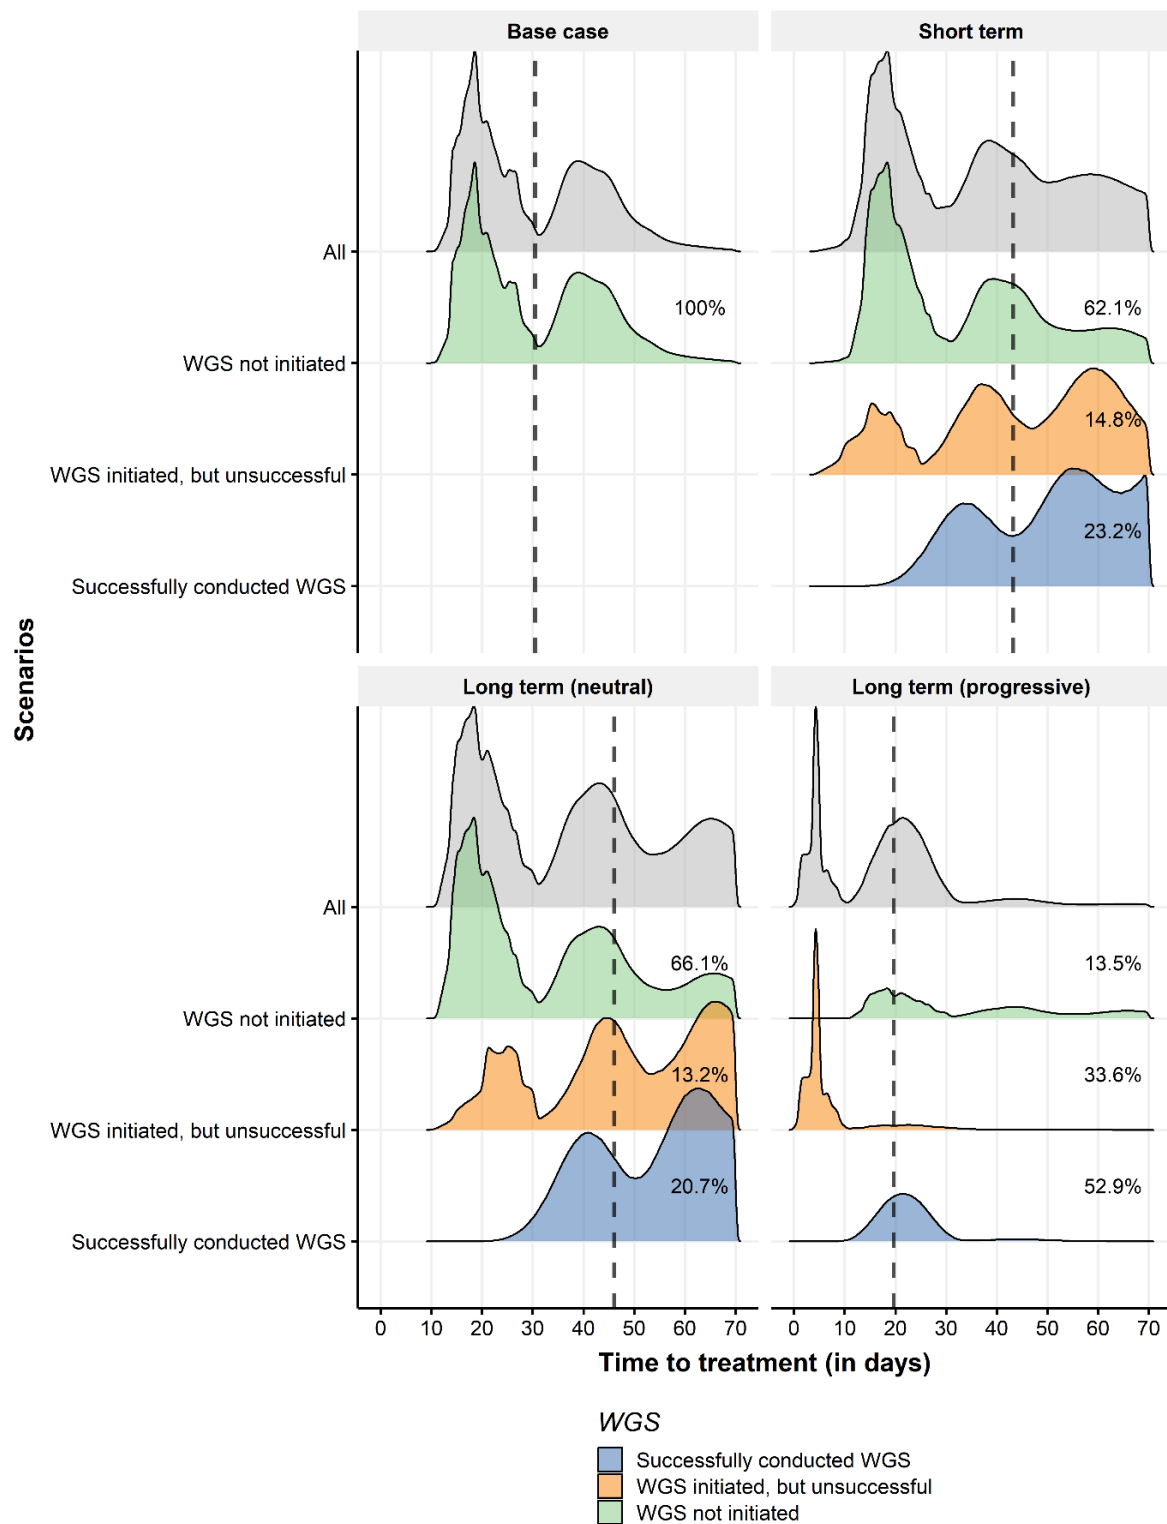 Base case
Short term
All
WGS not initiated
WGS initiated, but unsuccessful
Successfully conducted WGS
100%
62.1%
14.8%
23.2%
Scenarios
Long term (neutral)
Long term (progressive)
All
WGS not initiated
WGS initiated, but unsuccessful
Successfully conducted WGS
66.1%
13.2%
20.7%
13.5%
33.6%
52.9%
0 10 20 30 40 50 60 70
0 10 20 30 40 50 60 70
Time to treatment (in days)
WGS
Successfully conducted WGS
WGS initiated, but unsuccessful
WGS not initiated